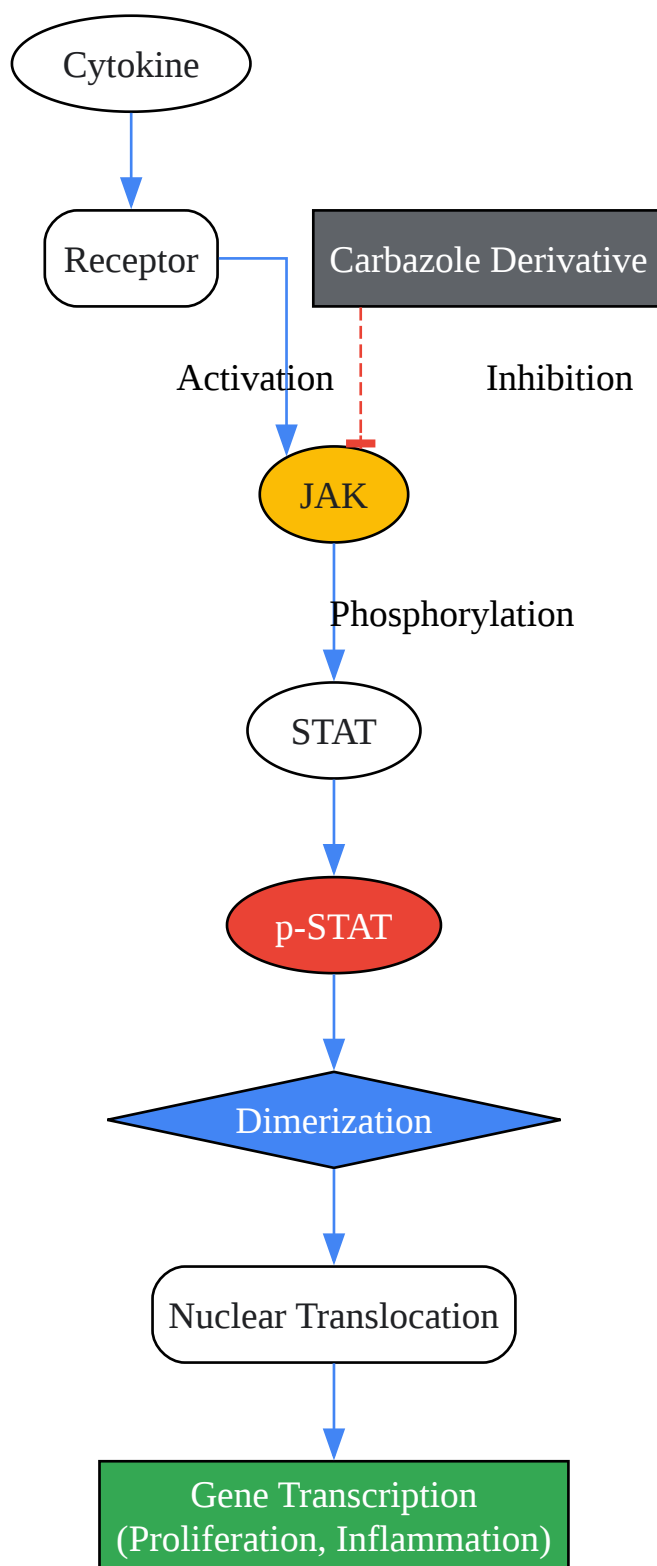 Cytokine
Receptor
Carbazole Derivative
Activation
Inhibition
JAK
Phosphorylation
STAT
p-STAT
Dimerization
Nuclear Translocation
Gene Transcription
(Proliferation, Inflammation)